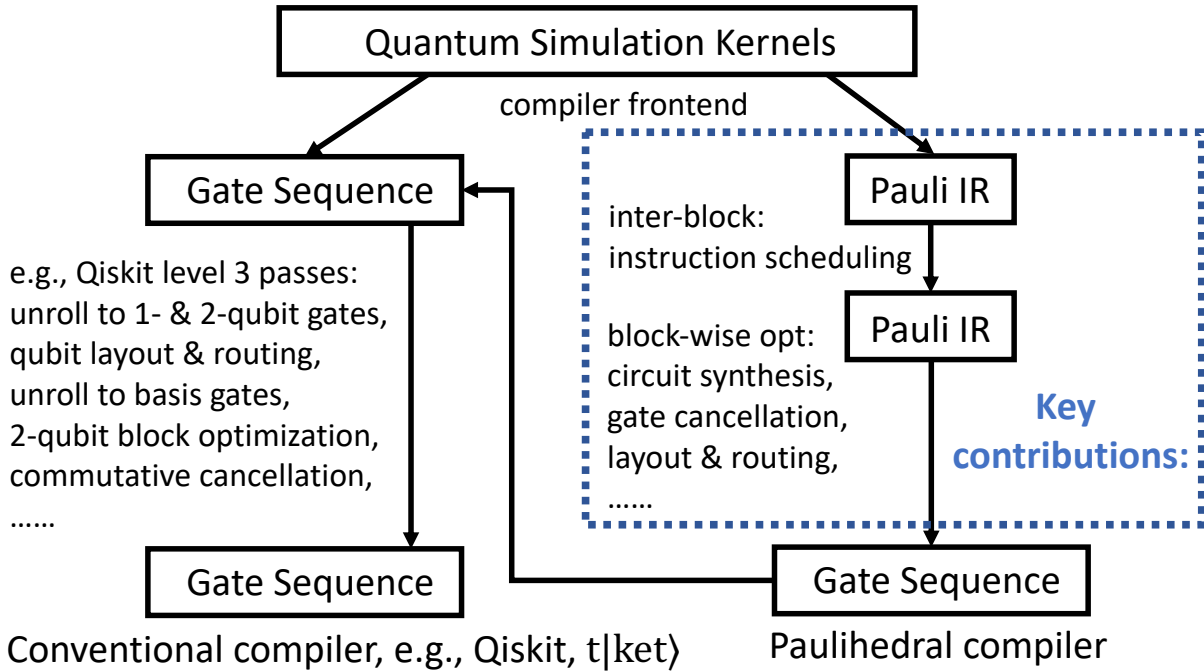 Quantum Simulation Kernels
compiler frontend
Gate Sequence
e.g., Qiskit level 3 passes:
unroll to 1- & 2-qubit gates,
qubit layout & routing,
unroll to basis gates,
2-qubit block optimization,
commutative cancellation,
......
Gate Sequence
Conventional compiler, e.g., Qiskit, t|ket⟩
Pauli IR
inter-block:
instruction scheduling
Pauli IR
block-wise opt:
circuit synthesis,
gate cancellation,
layout & routing,
......
Key
contributions:
Gate Sequence
Paulihedral compiler